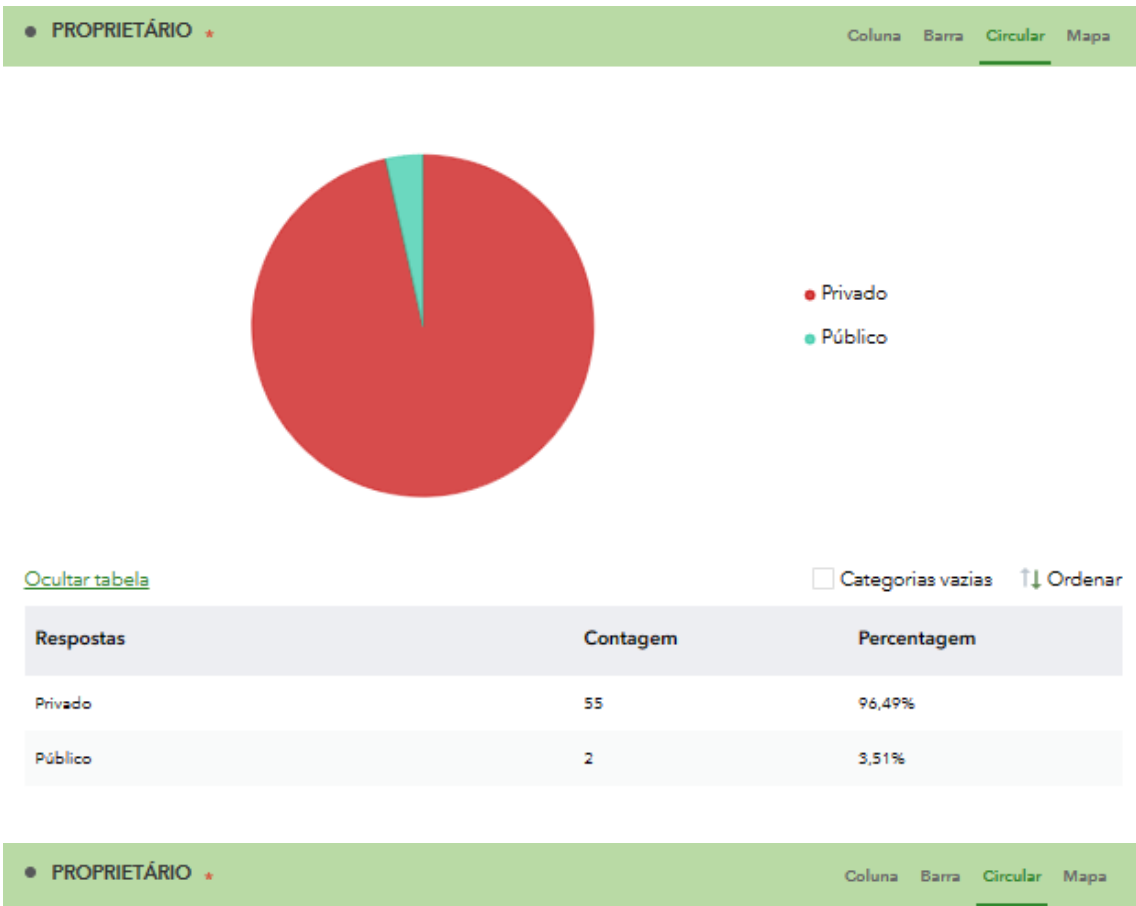 PROPRIETÁRIO * Coluna Barra Circular Mapa
Privado
Público
Ocultar tabela Categorias vazias Ordenar
Respostas Contagem Percentagem
Privado 55 96,49%
Público 2 3,51%
PROPRIETÁRIO * Coluna Barra Circular Mapa